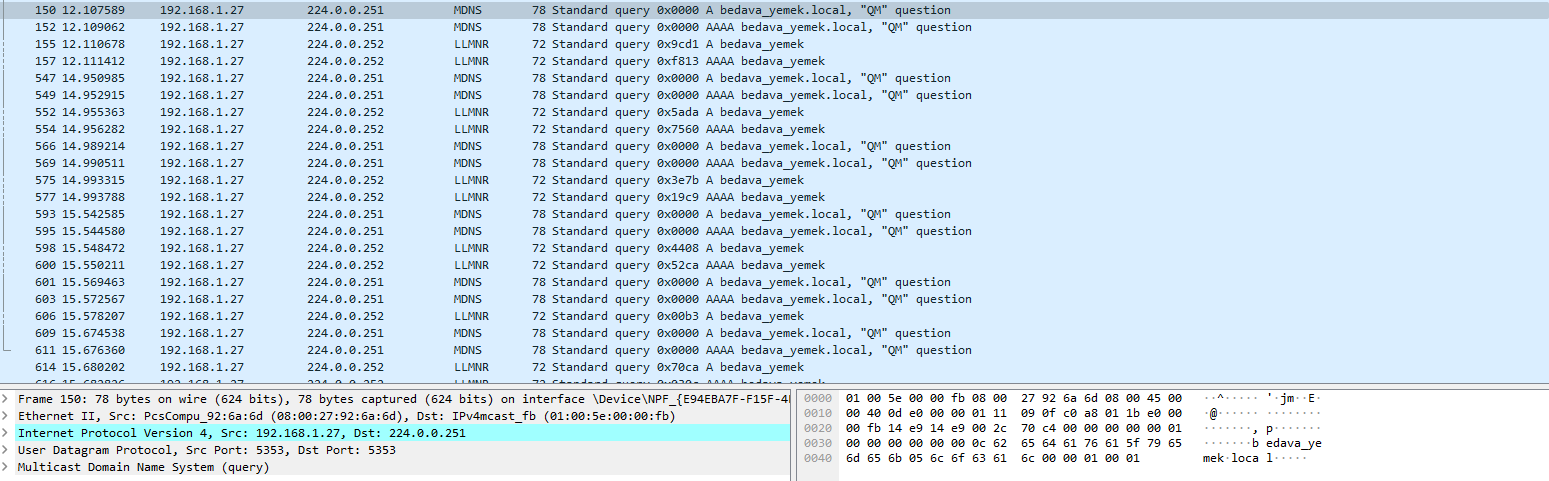 150 12.107589 192.168.1.27 224.0.0.251 MDNS 78 Standard query 0x0000 A bedava_yemek.local, "QM" question
152 12.109062 192.168.1.27 224.0.0.251 MDNS 78 Standard query 0x0000 AAAA bedava_yemek.local, "QM" question
155 12.110678 192.168.1.27 224.0.0.252 LLMNR 72 Standard query 0x9cd1 A bedava_yemek
157 12.111412 192.168.1.27 224.0.0.252 LLMNR 72 Standard query 0xf813 AAAA bedava_yemek
547 14.950985 192.168.1.27 224.0.0.251 MDNS 78 Standard query 0x0000 A bedava_yemek.local, "QM" question
549 14.952915 192.168.1.27 224.0.0.251 MDNS 78 Standard query 0x0000 AAAA bedava_yemek.local, "QM" question
552 14.955363 192.168.1.27 224.0.0.252 LLMNR 72 Standard query 0x5ada A bedava_yemek
554 14.956282 192.168.1.27 224.0.0.252 LLMNR 72 Standard query 0x7560 AAAA bedava_yemek
566 14.989214 192.168.1.27 224.0.0.251 MDNS 78 Standard query 0x0000 A bedava_yemek.local, "QM" question
569 14.990511 192.168.1.27 224.0.0.251 MDNS 78 Standard query 0x0000 AAAA bedava_yemek.local, "QM" question
575 14.993315 192.168.1.27 224.0.0.252 LLMNR 72 Standard query 0x3e7b A bedava_yemek
577 14.993788 192.168.1.27 224.0.0.252 LLMNR 72 Standard query 0x19c9 AAAA bedava_yemek
593 15.542585 192.168.1.27 224.0.0.251 MDNS 78 Standard query 0x0000 A bedava_yemek.local, "QM" question
595 15.544580 192.168.1.27 224.0.0.251 MDNS 78 Standard query 0x0000 AAAA bedava_yemek.local, "QM" question
598 15.548472 192.168.1.27 224.0.0.252 LLMNR 72 Standard query 0x4408 A bedava_yemek
600 15.550211 192.168.1.27 224.0.0.252 LLMNR 72 Standard query 0x52ca AAAA bedava_yemek
601 15.569463 192.168.1.27 224.0.0.251 MDNS 78 Standard query 0x0000 A bedava_yemek.local, "QM" question
603 15.572567 192.168.1.27 224.0.0.251 MDNS 78 Standard query 0x0000 AAAA bedava_yemek.local, "QM" question
606 15.578207 192.168.1.27 224.0.0.252 LLMNR 72 Standard query 0x00b3 A bedava_yemek
609 15.674538 192.168.1.27 224.0.0.251 MDNS 78 Standard query 0x0000 A bedava_yemek.local, "QM" question
611 15.676360 192.168.1.27 224.0.0.251 MDNS 78 Standard query 0x0000 AAAA bedava_yemek.local, "QM" question
614 15.680202 192.168.1.27 224.0.0.252 LLMNR 72 Standard query 0x70ca A bedava_yemek
Frame 150: 78 bytes on wire (624 bits), 78 bytes captured (624 bits) on interface \Device\NPF_{E94EBA7F-F15F-4
Ethernet II, Src: PcsCompu_92:6a:6d (08:00:27:92:6a:6d), Dst: IPv4mcast_fb (01:00:5e:00:00:fb)
Internet Protocol Version 4, Src: 192.168.1.27, Dst: 224.0.0.251
User Datagram Protocol, Src Port: 5353, Dst Port: 5353
Multicast Domain Name System (query)
0000 01 00 5e 00 00 fb 08 00 27 92 6a 6d 08 00 45 00 ··^····· '·jm··E·
0010 00 40 0d e0 00 00 01 11 09 0f c0 a8 01 1b e0 00 ·@······ ········
0020 00 fb 14 e9 14 e9 00 2c 70 c4 00 00 00 00 00 01 ·······, p·······
0030 00 00 00 00 00 00 0c 62 65 64 61 76 61 5f 79 65 ·······b edava_ye
0040 6d 65 6b 05 6c 6f 63 61 6c 00 00 01 00 01 mek·loca l·····